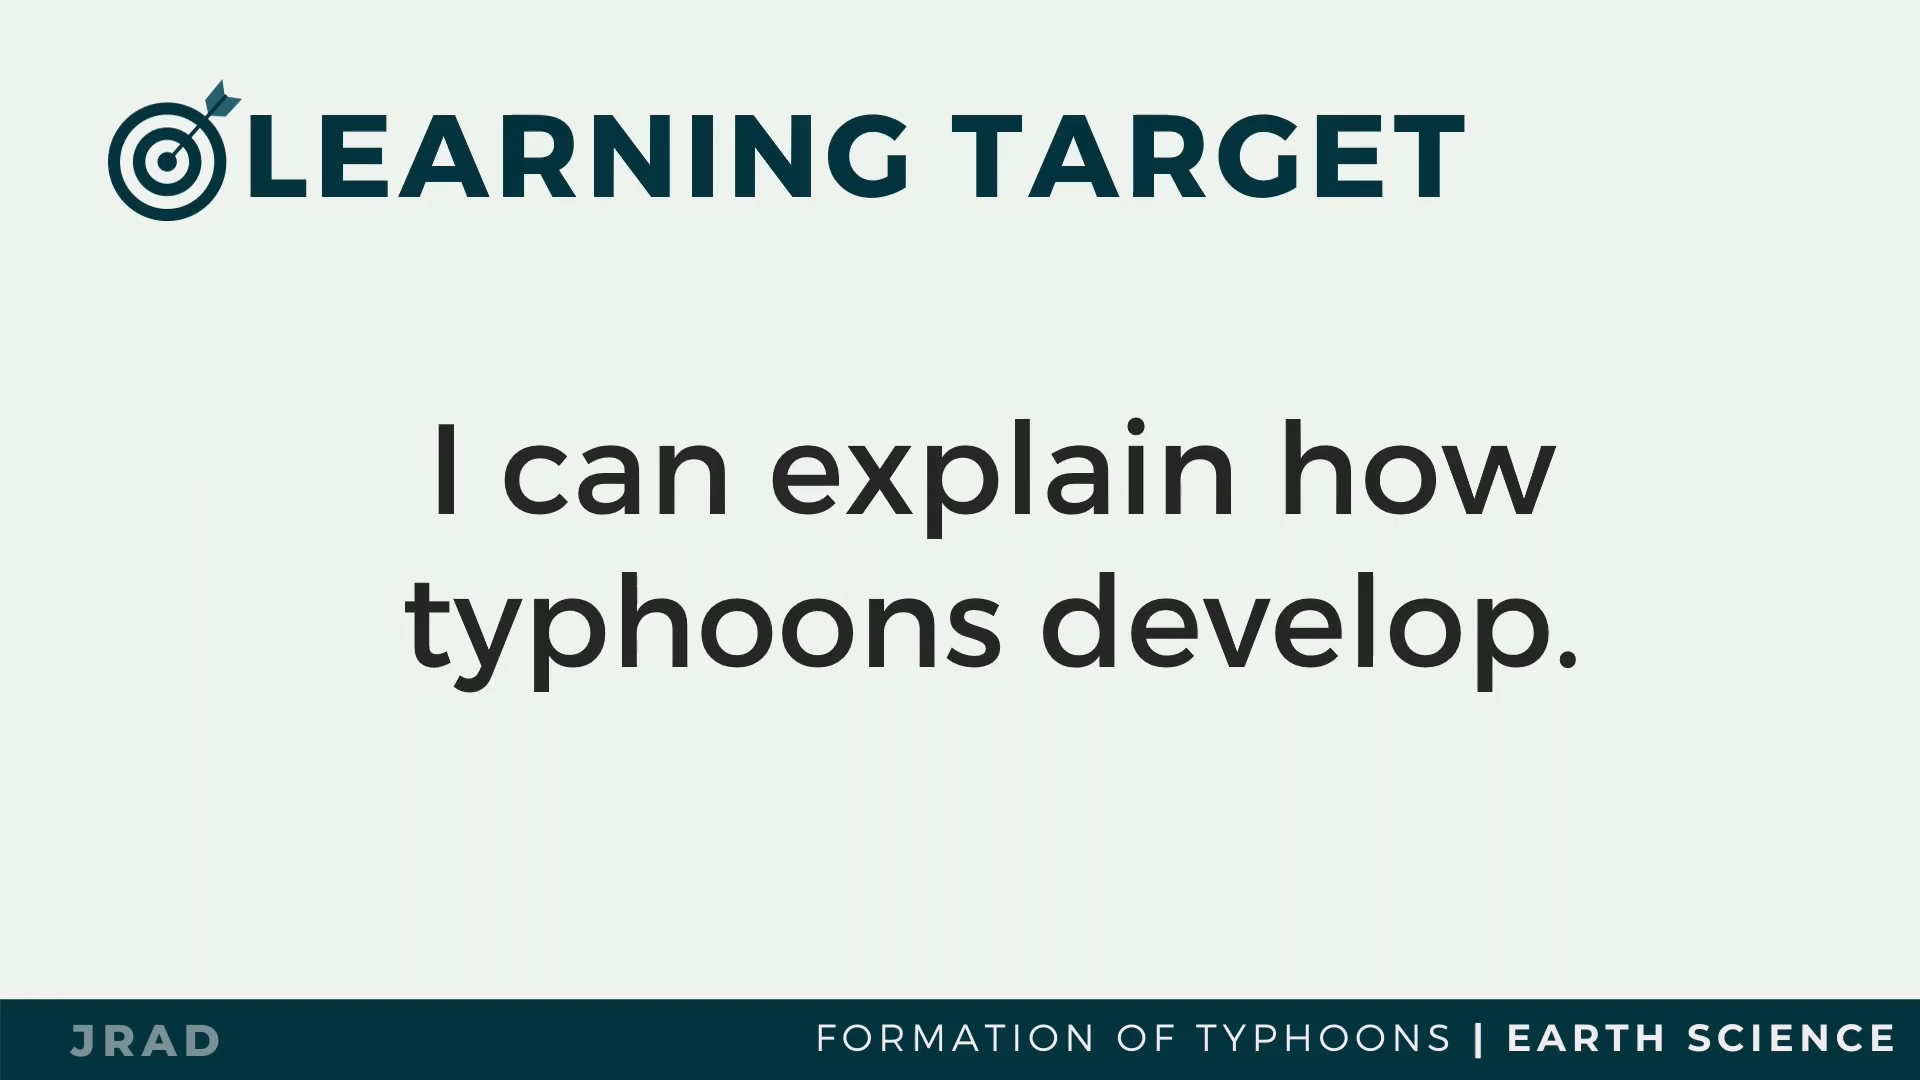 LEARNING TARGET
I can explain how
typhoons develop.
JRAD
FORMATION OF TYPHOONS | EARTH SCIENCE